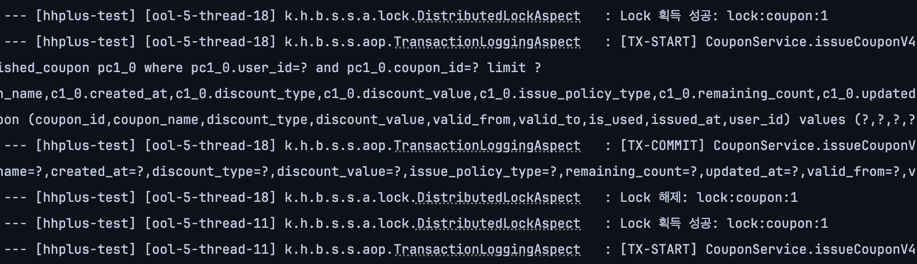 --- [hhplus-test] [ool-5-thread-18] k.h.b.s.s.a.lock.DistributedLockAspect : Lock 획득 성공: lock:coupon:1
--- [hhplus-test] [ool-5-thread-18] k.h.b.s.s.aop.TransactionLoggingAspect : [TX-START] CouponService.issueCouponV4
ished_coupon pc1_0 where pc1_0.user_id=? and pc1_0.coupon_id=? limit ?
n_name,c1_0.created_at,c1_0.discount_type,c1_0.discount_value,c1_0.issue_policy_type,c1_0.remaining_count,c1_0.updated
pon (coupon_id,coupon_name,discount_type,discount_value,valid_from,valid_to,is_used,issued_at,user_id) values (?,?,?,?
--- [hhplus-test] [ool-5-thread-18] k.h.b.s.s.aop.TransactionLoggingAspect : [TX-COMMIT] CouponService.issueCouponV
name=?,created_at=?,discount_type=?,discount_value=?,issue_policy_type=?,remaining_count=?,updated_at=?,valid_from=?,v
--- [hhplus-test] [ool-5-thread-18] k.h.b.s.s.a.lock.DistributedLockAspect : Lock 해제: lock:coupon:1
--- [hhplus-test] [ool-5-thread-11] k.h.b.s.s.a.lock.DistributedLockAspect : Lock 획득 성공: lock:coupon:1
--- [hhplus-test] [ool-5-thread-11] k.h.b.s.s.aop.TransactionLoggingAspect : [TX-START] CouponService.issueCouponV4